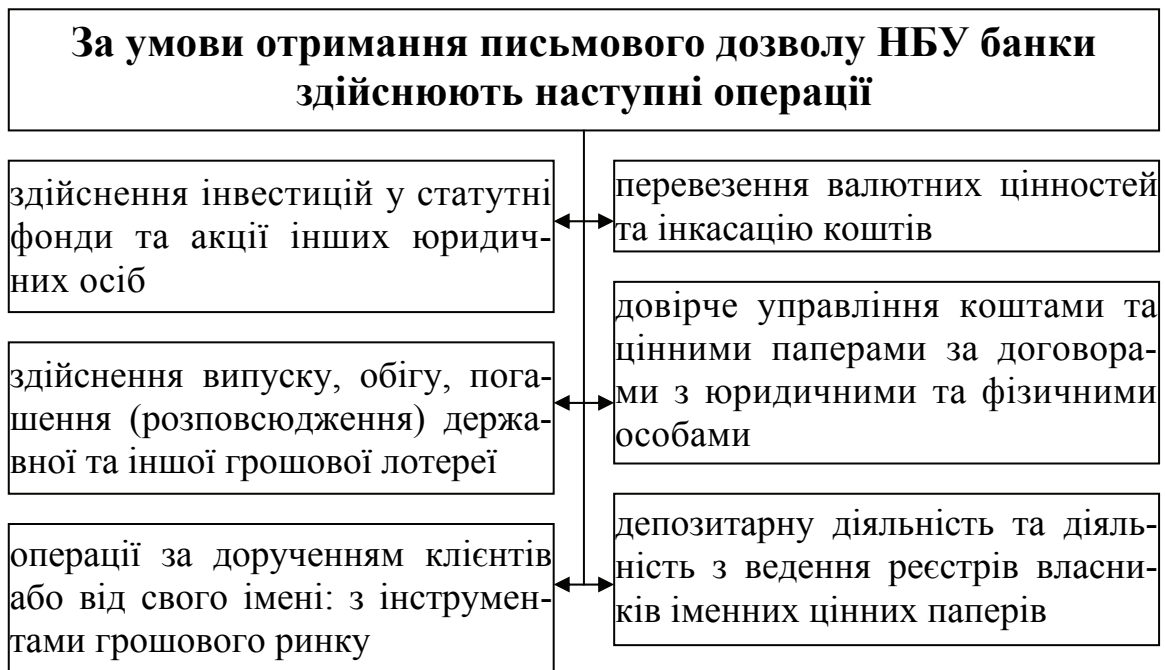 За умови отримання письмового дозволу НБУ банки
здійснюють наступні операції
здійснення інвестицій у статутні
фонди та акції інших юридич-
них осіб
перевезення валютних цінностей
та інкасацію коштів
здійснення випуску, обігу, пога-
шення (розповсюдження) держа-
вної та іншої грошової лотереї
довірче управління коштами та
цінними паперами за договора-
ми з юридичними та фізичними
особами
операції за дорученням клієнтів
або від свого імені: з інструмен-
тами грошового ринку
депозитарну діяльність та діяль-
ність з ведення реєстрів власни-
ків іменних цінних паперів